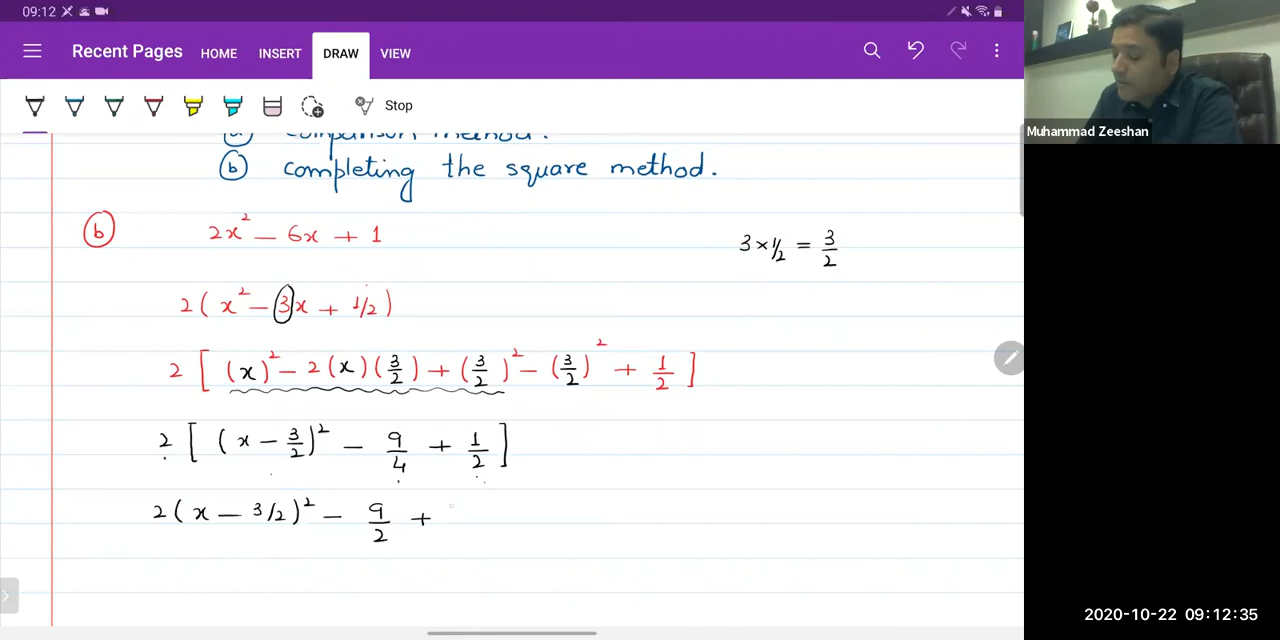 09:12
Recent Pages HOME INSERT DRAW VIEW
Stop
Muhammad Zeeshan
(a) comparison method.
(b) completing the square method.
(b) 2x² - 6x + 1
3 × 1/2 = 3/2
2( x² - 3x + 1/2 )
2 [ (x)² - 2(x)(3/2) + (3/2)² - (3/2)² + 1/2 ]
2 [ (x - 3/2)² - 9/4 + 1/2 ]
2( x - 3/2 )² - 9/2 +
2020-10-22 09:12:35